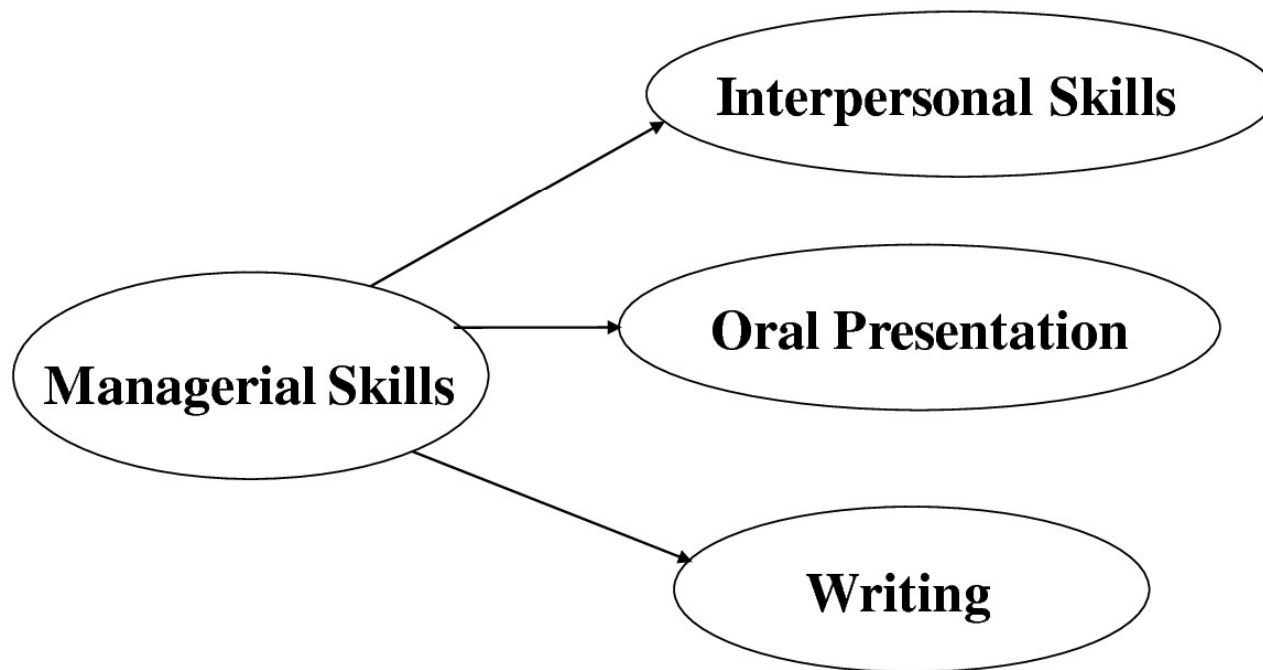 Interpersonal Skills
Oral Presentation
Managerial Skills
Writing